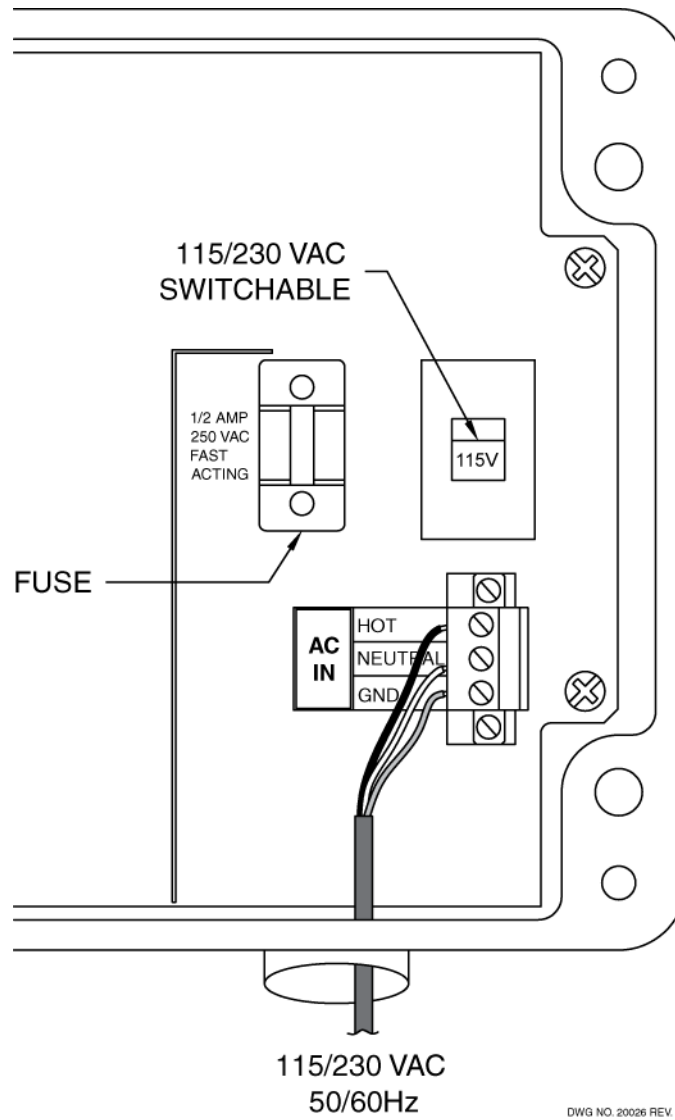 115/230 VAC
SWITCHABLE
1/2 AMP
250 VAC
FAST
ACTING
115V
FUSE
AC
IN
HOT
NEUTRAL
GND
115/230 VAC
50/60Hz
DWG NO. 20026 REV.